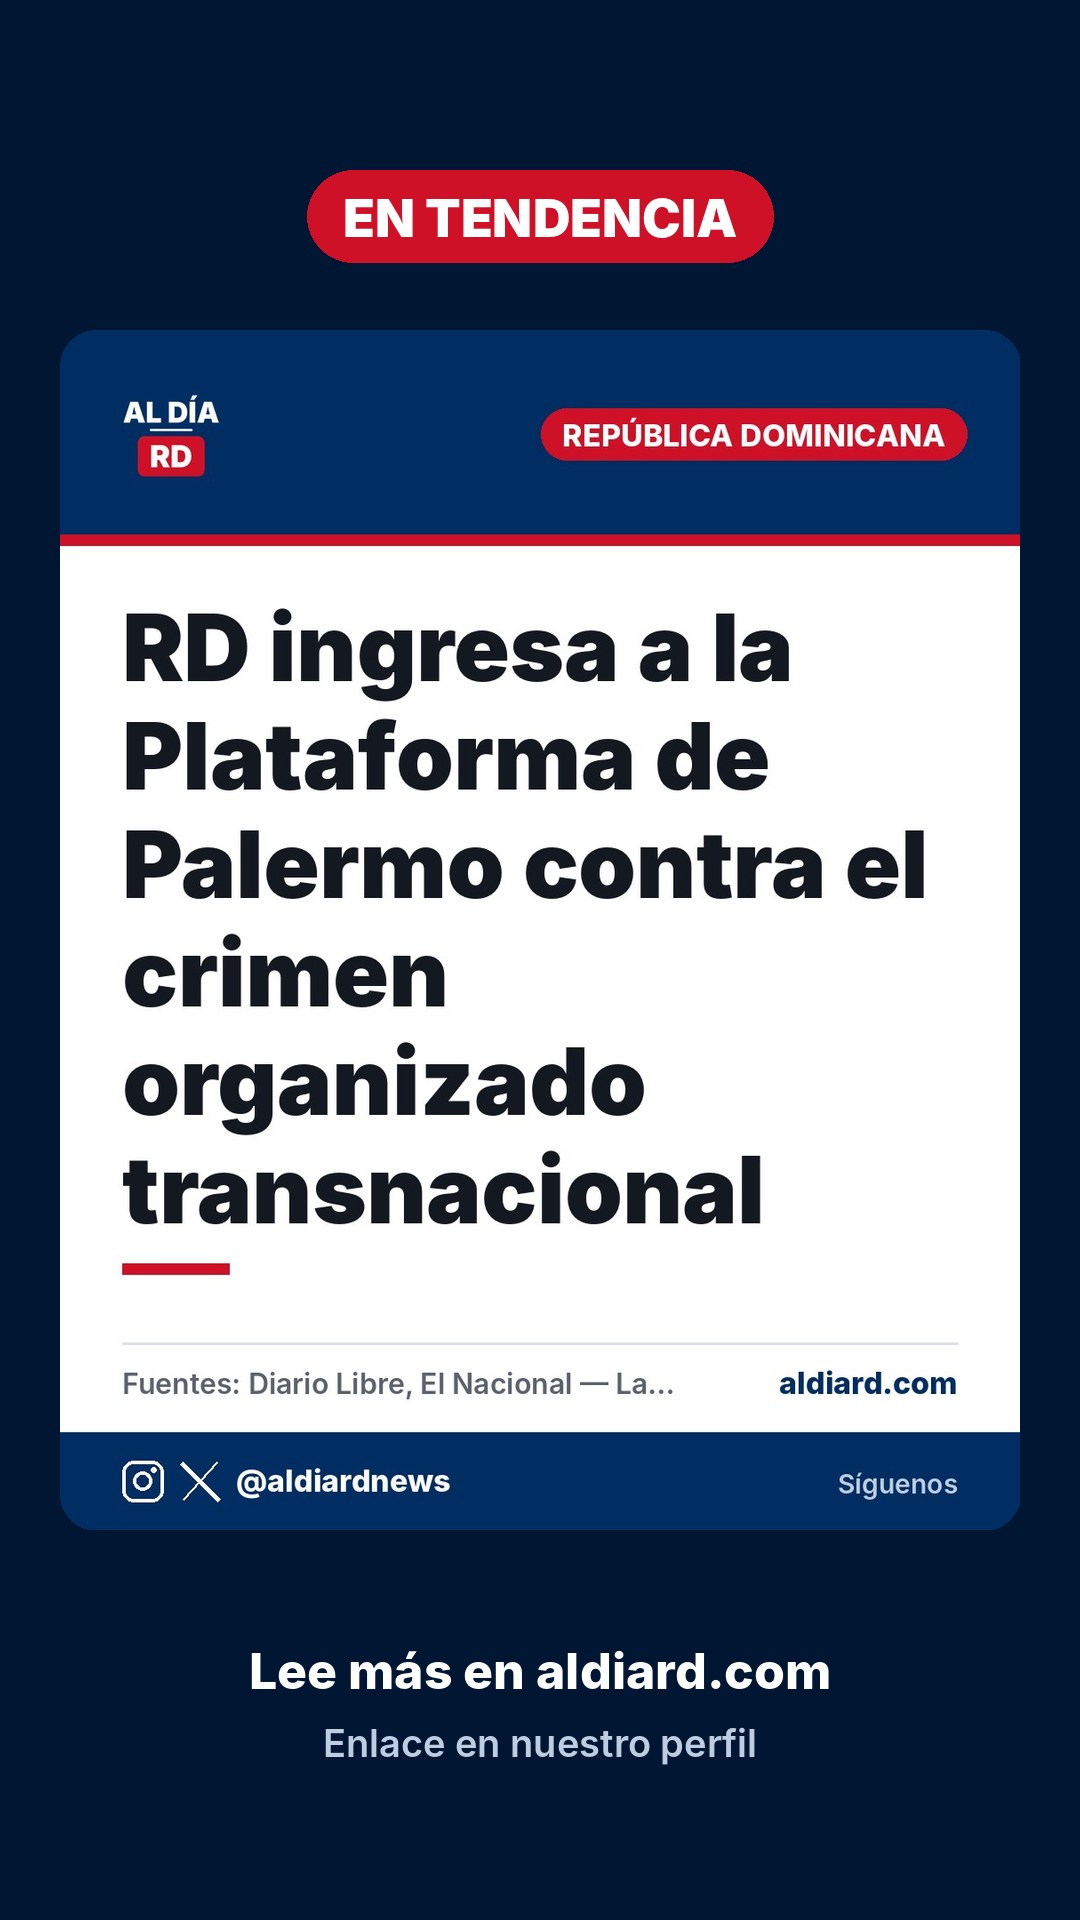 EN TENDENCIA
AL DÍA
RD
REPÚBLICA DOMINICANA
RD ingresa a la
Plataforma de
Palermo contra el
crimen
organizado
transnacional
Fuentes: Diario Libre, El Nacional — La...
aldiard.com
@aldiardnews
Síguenos
Lee más en aldiard.com
Enlace en nuestro perfil